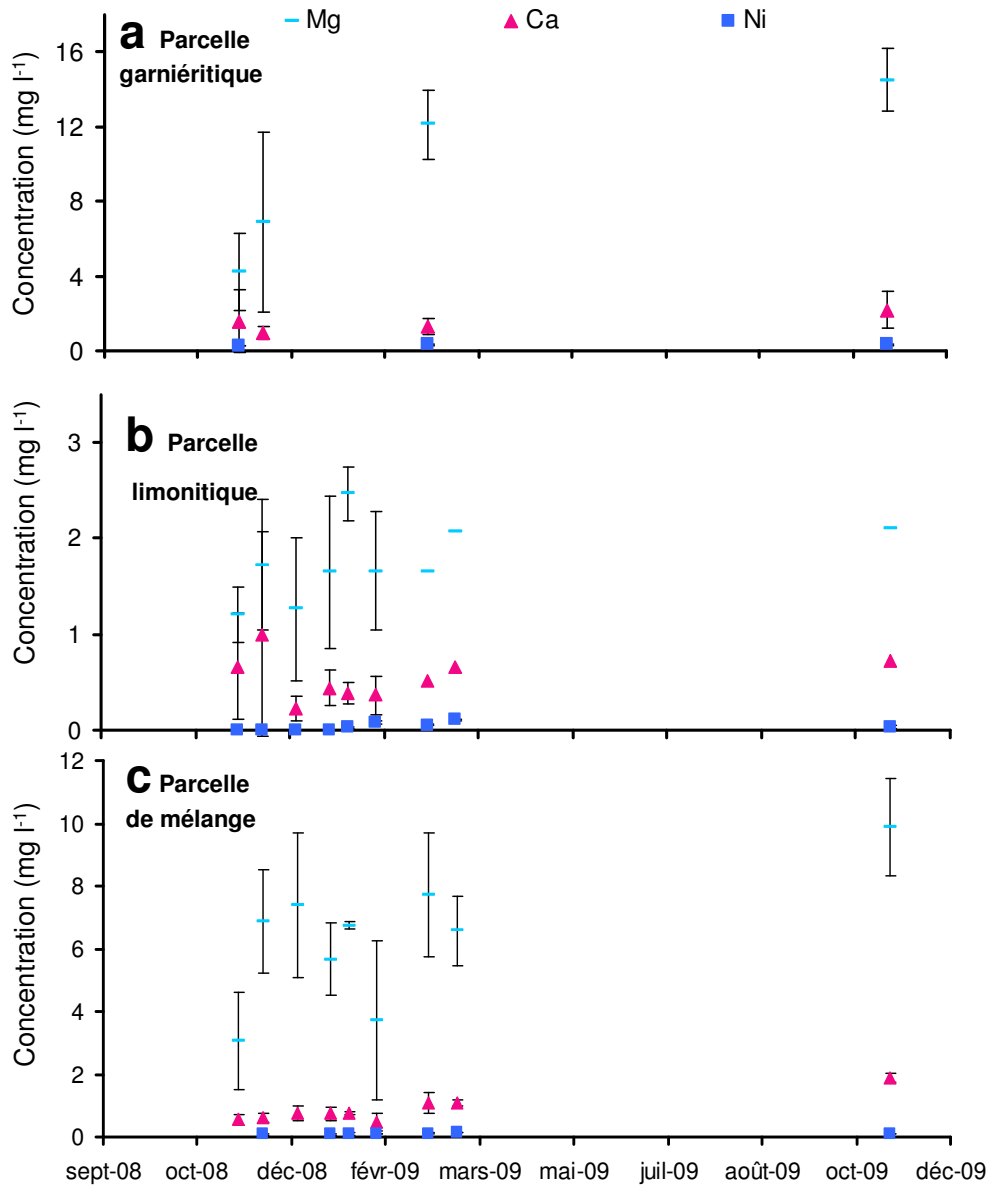 Mg Ca Ni
a Parcelle
garniéritique
Concentration (mg l-1)
16
12
8
4
0
b Parcelle
limonitique
Concentration (mg l-1)
3
2
1
0
c Parcelle
de mélange
Concentration (mg l-1)
12
10
8
6
4
2
0
sept-08 oct-08 déc-08 févr-09 mars-09 mai-09 juil-09 août-09 oct-09 déc-09